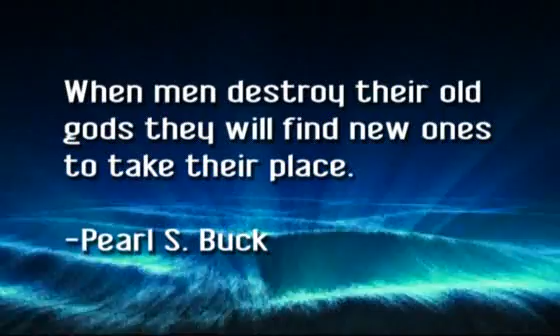 When men destroy their old
gods they will find new ones
to take their place.
-Pearl S. Buck